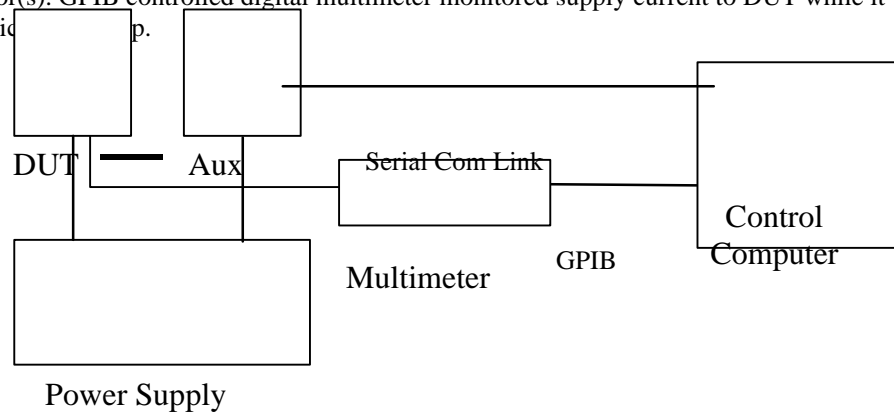 GPIB controlled digital multimeter monitored supply current to DUT while it
p.
DUT
Aux
Serial Com Link
Control
Computer
GPIB
Multimeter
Power Supply